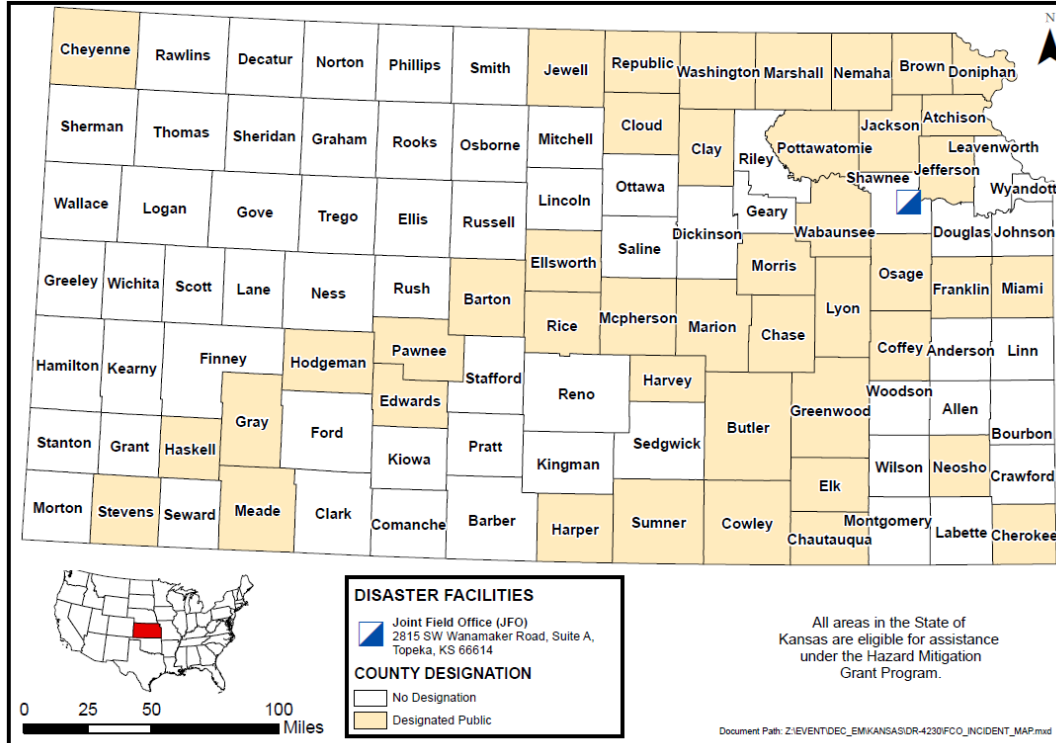 N
Cheyenne
Rawlins
Decatur
Norton
Phillips
Smith
Jewell
Republic
Washington
Marshall
Nemaha
Brown
Doniphan
Sherman
Thomas
Sheridan
Graham
Rooks
Osborne
Mitchell
Cloud
Clay
Riley
Pottawatomie
Jackson
Atchison
Leavenworth
Jefferson
Shawnee
Wyandott
Wallace
Logan
Gove
Trego
Ellis
Russell
Lincoln
Ottawa
Saline
Dickinson
Geary
Wabaunsee
Douglas
Johnson
Greeley
Wichita
Scott
Lane
Ness
Rush
Barton
Ellsworth
Rice
Mcpherson
Marion
Morris
Chase
Lyon
Osage
Franklin
Miami
Hamilton
Kearny
Finney
Hodgeman
Pawnee
Edwards
Stafford
Reno
Harvey
Butler
Greenwood
Coffey
Anderson
Linn
Woodson
Allen
Bourbon
Stanton
Grant
Haskell
Gray
Ford
Kiowa
Pratt
Kingman
Sedgwick
Elk
Wilson
Neosho
Crawford
Morton
Stevens
Seward
Meade
Clark
Comanche
Barber
Harper
Sumner
Cowley
Chautauqua
Montgomery
Labette
Cherokee
DISASTER FACILITIES
Joint Field Office (JFO)
2815 SW Wanamaker Road, Suite A,
Topeka, KS 66614
COUNTY DESIGNATION
No Designation
Designated Public
All areas in the State of
Kansas are eligible for assistance
under the Hazard Mitigation
Grant Program.
0 25 50 100
Miles
Document Path: Z:\EVENT\DEC_EM\KANSAS\DR-4230\FCO_INCIDENT_MAP.mxd